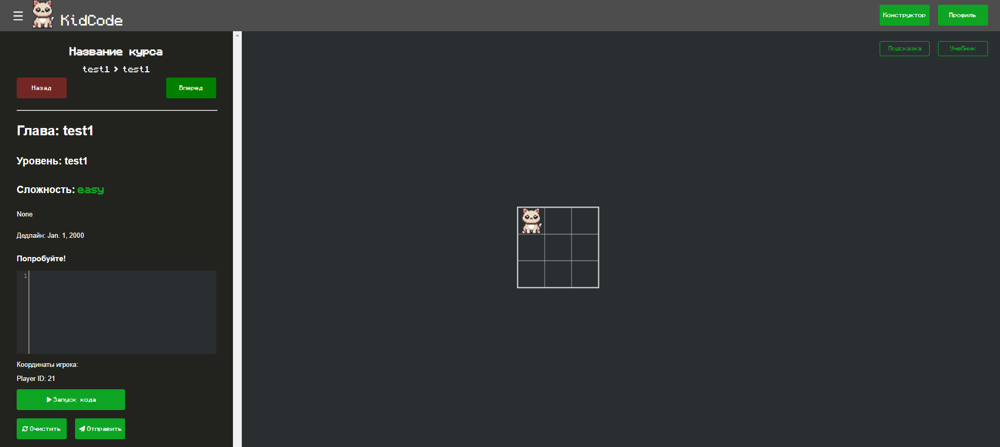 ☰ KidCode
Конструктор
Профиль
Название курса
test1 > test1
Назад
Вперед
Подсказка
Учебник
Глава: test1
Уровень: test1
Сложность: easy
None
Дедлайн: Jan. 1, 2000
Попробуйте!
1
Координаты игрока:
Player ID: 21
Запуск кода
Очистить
Отправить